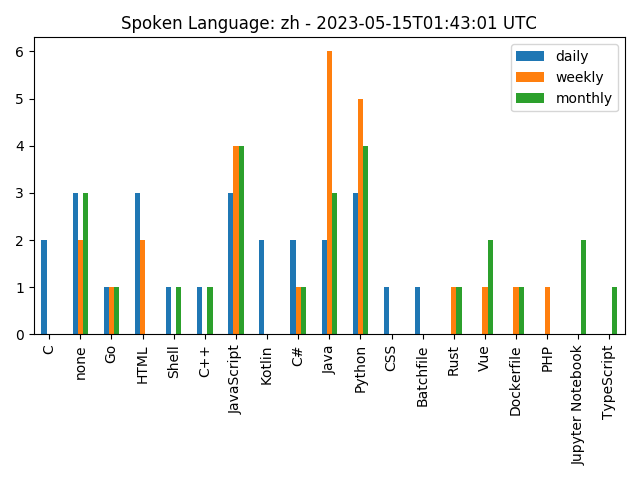 Spoken Language: zh - 2023-05-15T01:43:01 UTC
daily
weekly
monthly
6
5
4
3
2
1
0
C
none
Go
HTML
Shell
C++
JavaScript
Kotlin
C#
Java
Python
CSS
Batchfile
Rust
Vue
Dockerfile
PHP
Jupyter Notebook
TypeScript